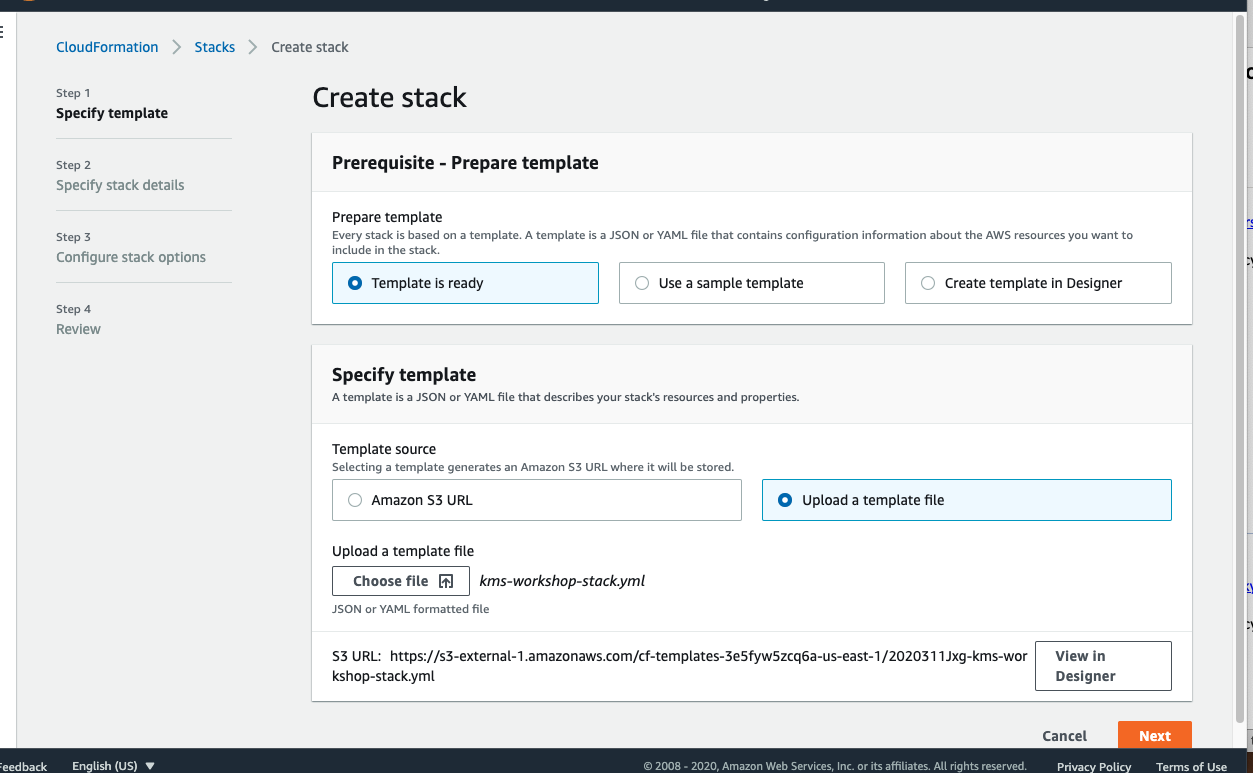 CloudFormation > Stacks > Create stack
Step 1
Specify template
Step 2
Specify stack details
Step 3
Configure stack options
Step 4
Review
Create stack
Prerequisite - Prepare template
Prepare template
Every stack is based on a template. A template is a JSON or YAML file that contains configuration information about the AWS resources you want to
include in the stack.
Template is ready
Use a sample template
Create template in Designer
Specify template
A template is a JSON or YAML file that describes your stack's resources and properties.
Template source
Selecting a template generates an Amazon S3 URL where it will be stored.
Amazon S3 URL
Upload a template file
Upload a template file
Choose file
kms-workshop-stack.yml
JSON or YAML formatted file
S3 URL: https://s3-external-1.amazonaws.com/cf-templates-3e5fyw5zcq6a-us-east-1/2020311Jxg-kms-wor
kshop-stack.yml
View in
Designer
Cancel
Next
Feedback
English (US)
© 2008 - 2020, Amazon Web Services, Inc. or its affiliates. All rights reserved.
Privacy Policy
Terms of Use